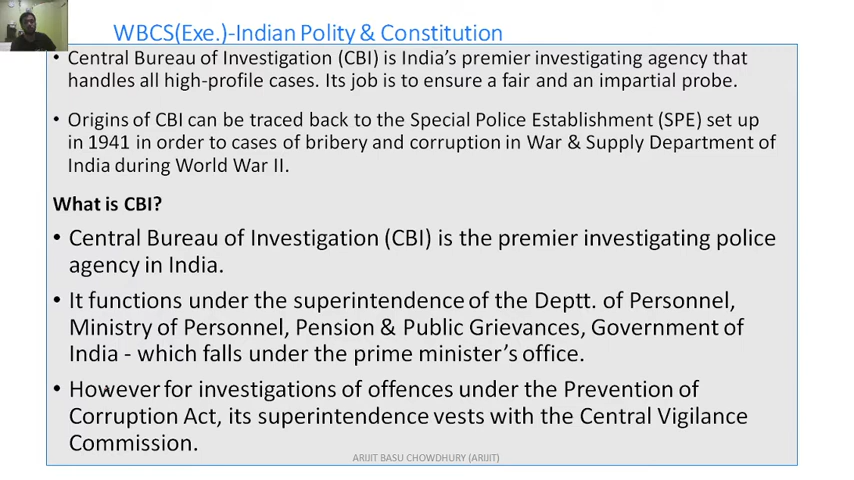 WBCS(Exe.)-Indian Polity & Constitution
• Central Bureau of Investigation (CBI) is India's premier investigating agency that
handles all high-profile cases. Its job is to ensure a fair and an impartial probe.
• Origins of CBI can be traced back to the Special Police Establishment (SPE) set up
in 1941 in order to cases of bribery and corruption in War & Supply Department of
India during World War II.
What is CBI?
• Central Bureau of Investigation (CBI) is the premier investigating police
agency in India.
• It functions under the superintendence of the Deptt. of Personnel,
Ministry of Personnel, Pension & Public Grievances, Government of
India - which falls under the prime minister's office.
• However for investigations of offences under the Prevention of
Corruption Act, its superintendence vests with the Central Vigilance
Commission.
ARIJIT BASU CHOWDHURY (ARIJIT)